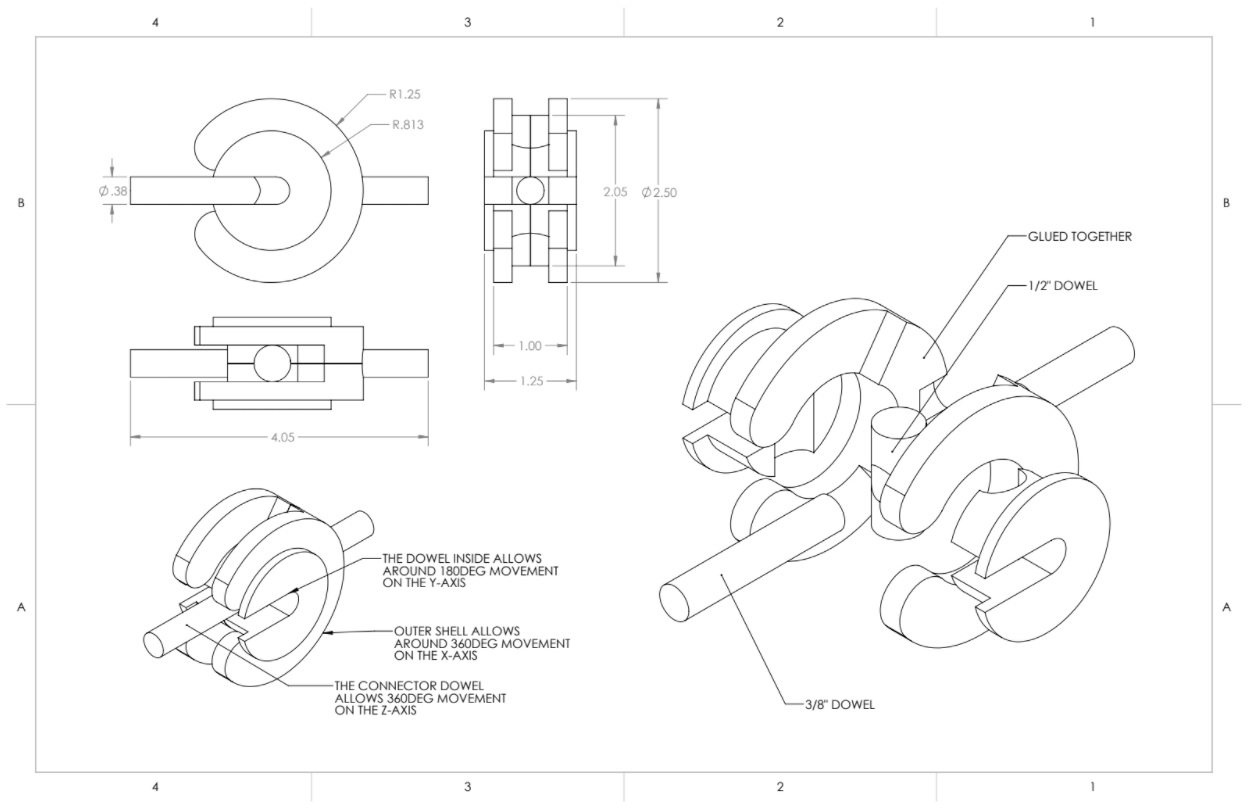 4 3 2 1
R1.25
R.813
Ø.38
2.05 Ø2.50
B B
GLUED TOGETHER
1/2" DOWEL
1.00
1.25
4.05
THE DOWEL INSIDE ALLOWS
AROUND 180DEG MOVEMENT
ON THE Y-AXIS
A A
OUTER SHELL ALLOWS
AROUND 360DEG MOVEMENT
ON THE X-AXIS
THE CONNECTOR DOWEL
ALLOWS 360DEG MOVEMENT
ON THE Z-AXIS
3/8" DOWEL
4 3 2 1